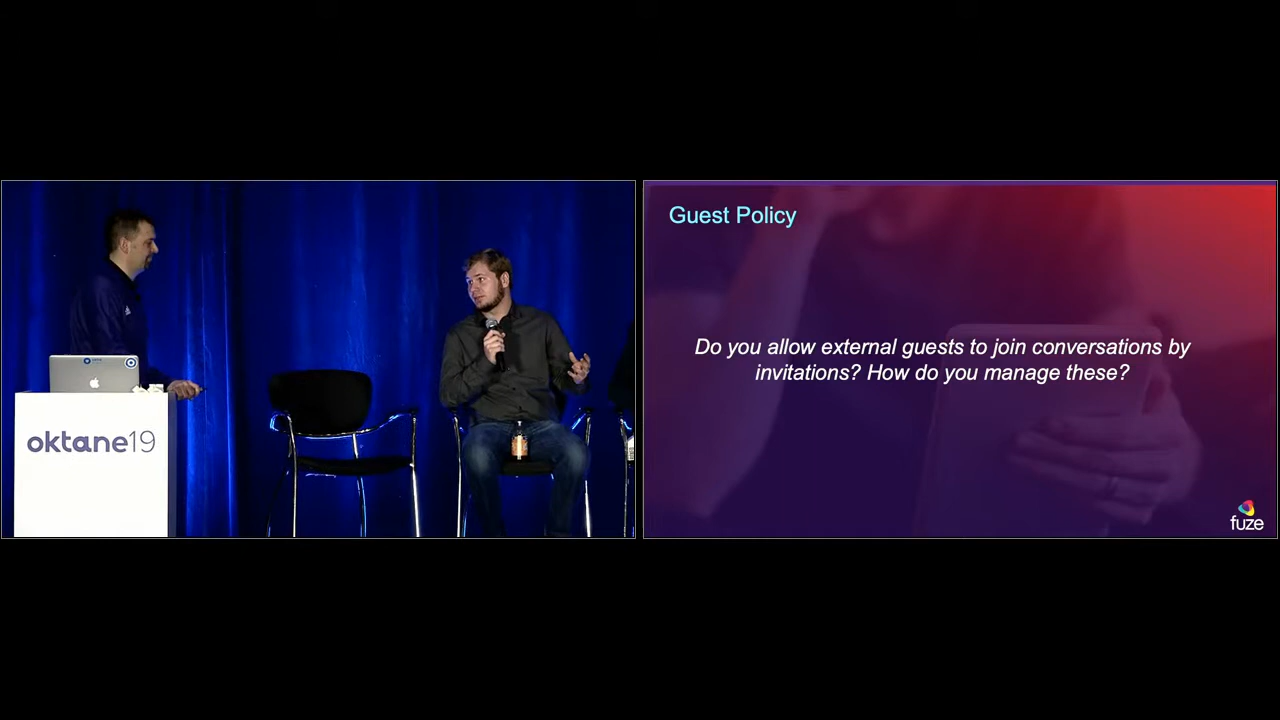 oktane19
Guest Policy
Do you allow external guests to join conversations by
invitations? How do you manage these?
fuze